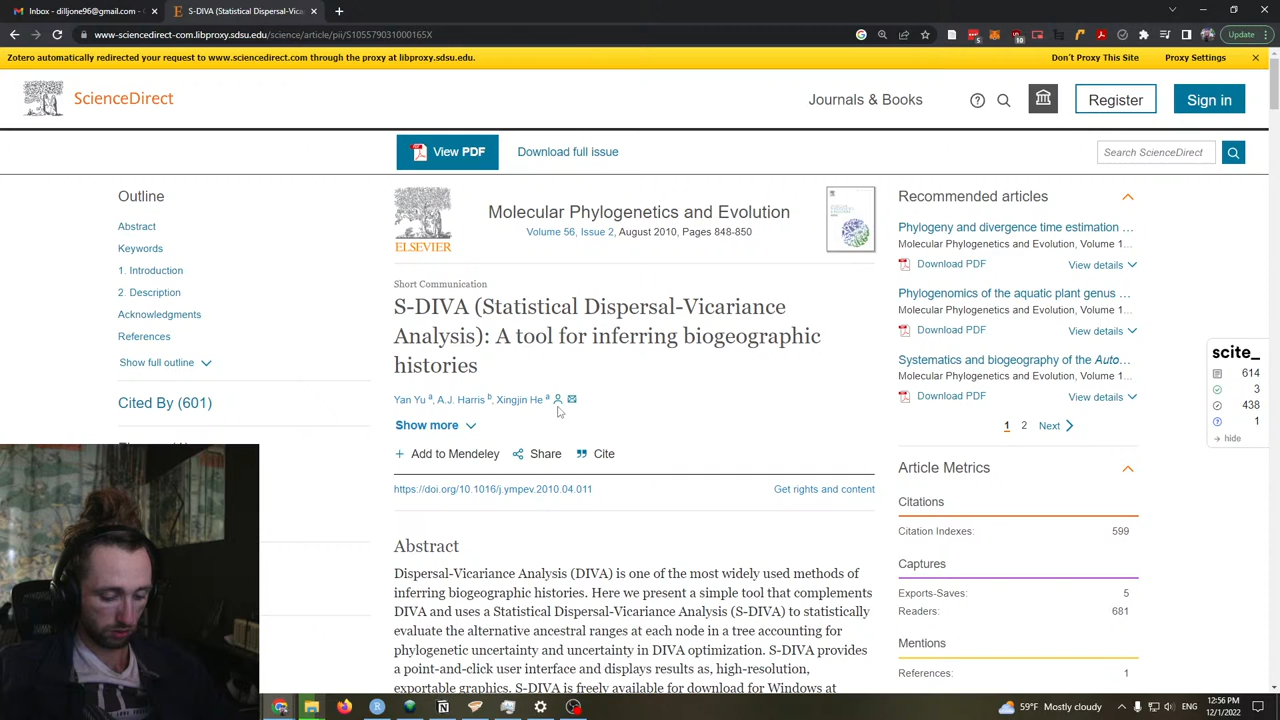 Inbox - diljone96@gmail.com
S-DIVA (Statistical Dispersal-Vic
www-sciencedirect-com.libproxy.sdsu.edu/science/article/pii/S105579031000165X
Update
Zotero automatically redirected your request to www.sciencedirect.com through the proxy at libproxy.sdsu.edu.
Don't Proxy This Site
Proxy Settings
ScienceDirect
Journals & Books
Register
Sign in
View PDF
Download full issue
Search ScienceDirect
Outline
Abstract
Keywords
1. Introduction
2. Description
Acknowledgments
References
Show full outline
Cited By (601)
ELSEVIER
Molecular Phylogenetics and Evolution
Volume 56, Issue 2, August 2010, Pages 848-850
Short Communication
S-DIVA (Statistical Dispersal-Vicariance
Analysis): A tool for inferring biogeographic
histories
Yan Yu a, A.J. Harris b, Xingjin He a
Show more
Add to Mendeley
Share
Cite
https://doi.org/10.1016/j.ympev.2010.04.011
Get rights and content
Abstract
Dispersal-Vicariance Analysis (DIVA) is one of the most widely used methods of
inferring biogeographic histories. Here we present a simple tool that complements
DIVA and uses a Statistical Dispersal-Vicariance Analysis (S-DIVA) to statistically
evaluate the alternative ancestral ranges at each node in a tree accounting for
phylogenetic uncertainty and uncertainty in DIVA optimization. S-DIVA provides
a point-and-click user interface and displays results as, high-resolution,
exportable graphics. S-DIVA is freely available for download for Windows at
Recommended articles
Phylogeny and divergence time estimation ...
Molecular Phylogenetics and Evolution, Volume 1...
Download PDF
View details
Phylogenomics of the aquatic plant genus ...
Molecular Phylogenetics and Evolution, Volume 1...
Download PDF
View details
Systematics and biogeography of the Auto...
Molecular Phylogenetics and Evolution, Volume 1...
Download PDF
View details
1 2 Next
Article Metrics
Citations
Citation Indexes: 599
Captures
Exports-Saves: 5
Readers: 681
Mentions
References: 1
scite_
614
3
438
1
hide
59°F Mostly cloudy
12:56 PM
12/1/2022